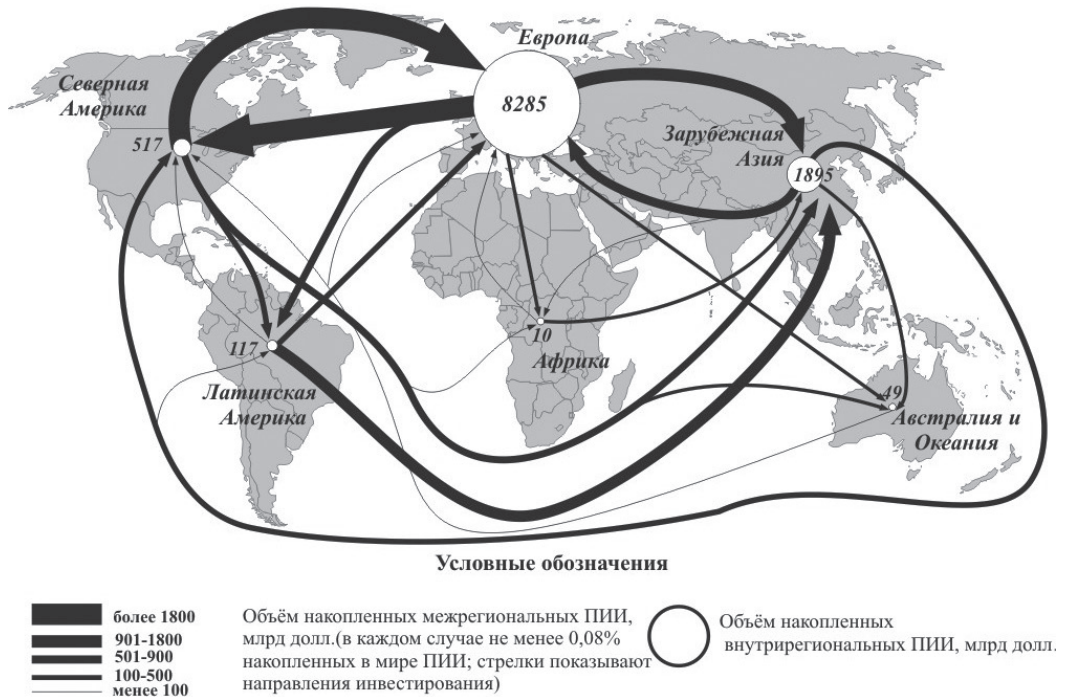 Европа
8285
Северная
Америка
517
Зарубежная
Азия
1895
117
Латинская
Америка
10
Африка
49
Австралия и
Океания
Условные обозначения
более 1800
901-1800
501-900
100-500
менее 100
Объём накопленных межрегиональных ПИИ,
млрд долл.(в каждом случае не менее 0,08%
накопленных в мире ПИИ; стрелки показывают
направления инвестирования)
Объём накопленных
внутрирегиональных ПИИ, млрд долл.